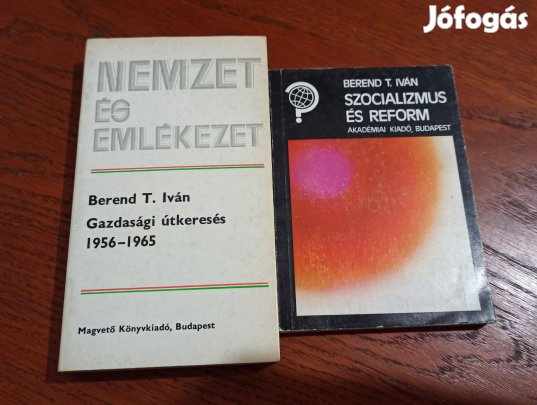 Jófogás
NEMZET
ÉS
EMLÉKEZET
Berend T. Iván
Gazdasági útkeresés
1956–1965
Magvető Könyvkiadó, Budapest
BEREND T. IVÁN
SZOCIALIZMUS
ÉS REFORM
AKADÉMIAI KIADÓ, BUDAPEST